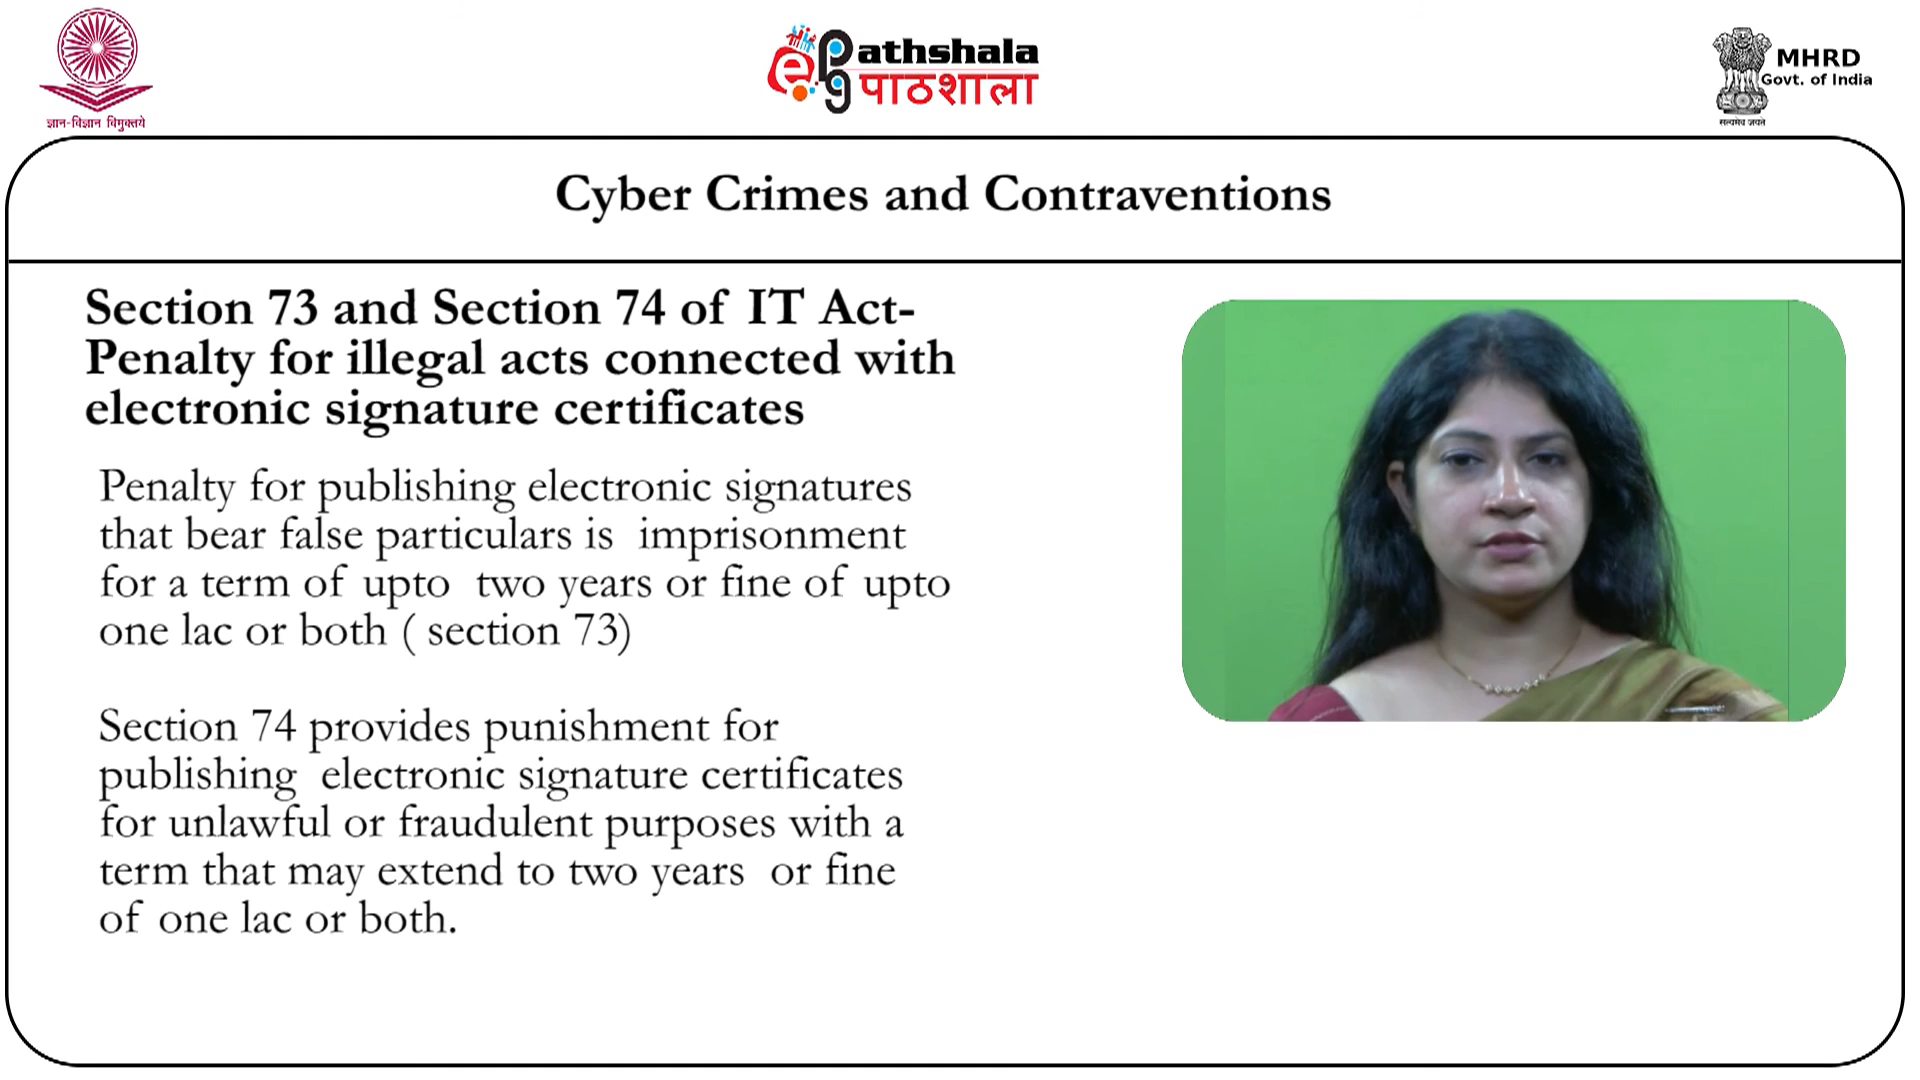 ज्ञान-विज्ञान विमुक्तये
e pg Pathshala
पाठशाला
MHRD
Govt. of India
सत्यमेव जयते
Cyber Crimes and Contraventions
Section 73 and Section 74 of IT Act-
Penalty for illegal acts connected with
electronic signature certificates
Penalty for publishing electronic signatures
that bear false particulars is imprisonment
for a term of upto two years or fine of upto
one lac or both ( section 73)
Section 74 provides punishment for
publishing electronic signature certificates
for unlawful or fraudulent purposes with a
term that may extend to two years or fine
of one lac or both.